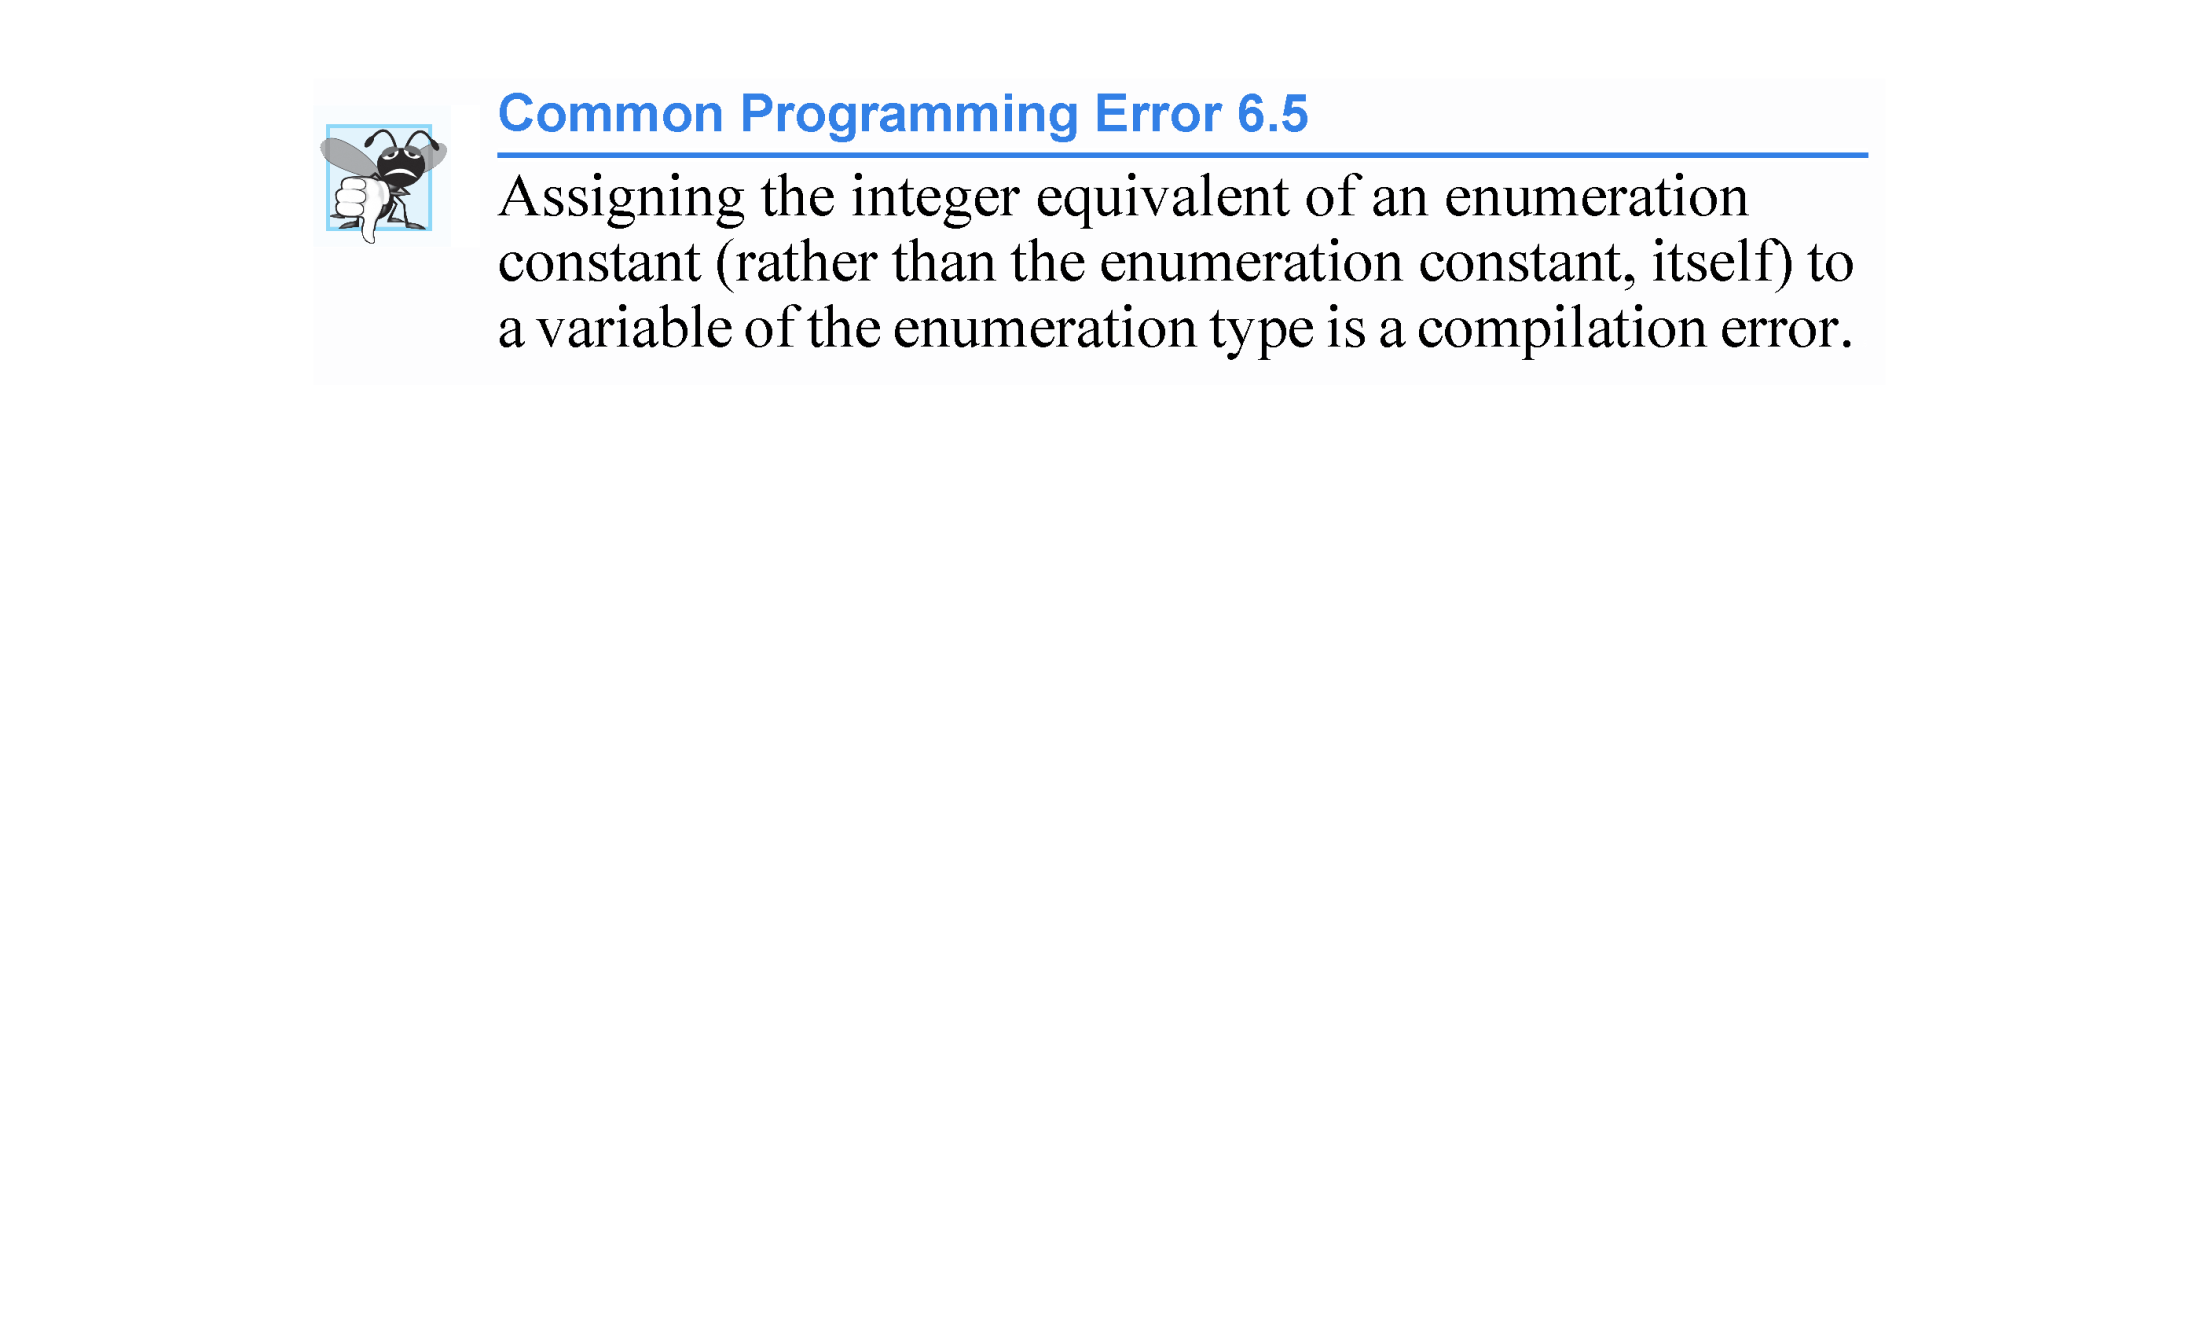 Common Programming Error 6.5
Assigning the integer equivalent of an enumeration
constant (rather than the enumeration constant, itself) to
a variable of the enumeration type is a compilation error.